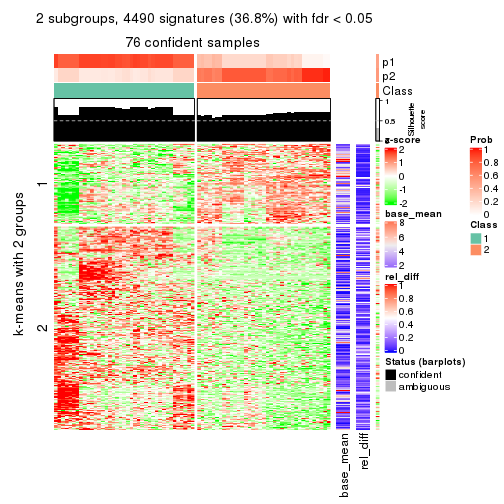 2 subgroups, 4490 signatures (36.8%) with fdr < 0.05
76 confident samples
p1
p2
Class
1
0.5
0
Silhouette
score
k-means with 2 groups
1
2
base_mean
rel_diff
z-score
2
1
0
-1
-2
base_mean
8
6
4
2
rel_diff
1
0.8
0.6
0.4
0.2
0
Status (barplots)
confident
ambiguous
Prob
1
0.8
0.6
0.4
0.2
0
Class
1
2